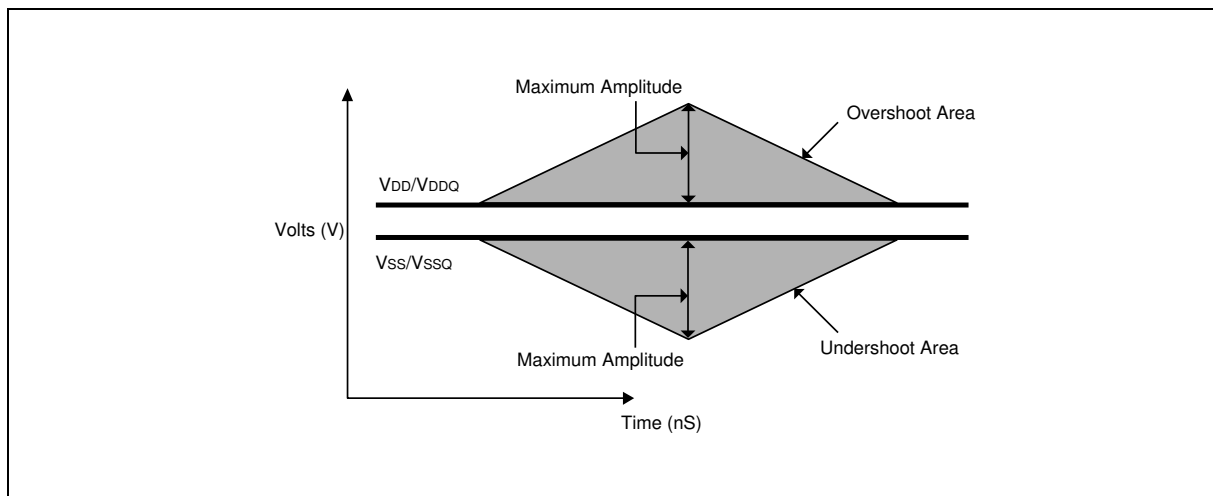 Maximum Amplitude
Overshoot Area
VDD/VDDQ
Volts (V)
VSS/VSSQ
Maximum Amplitude
Undershoot Area
Time (nS)